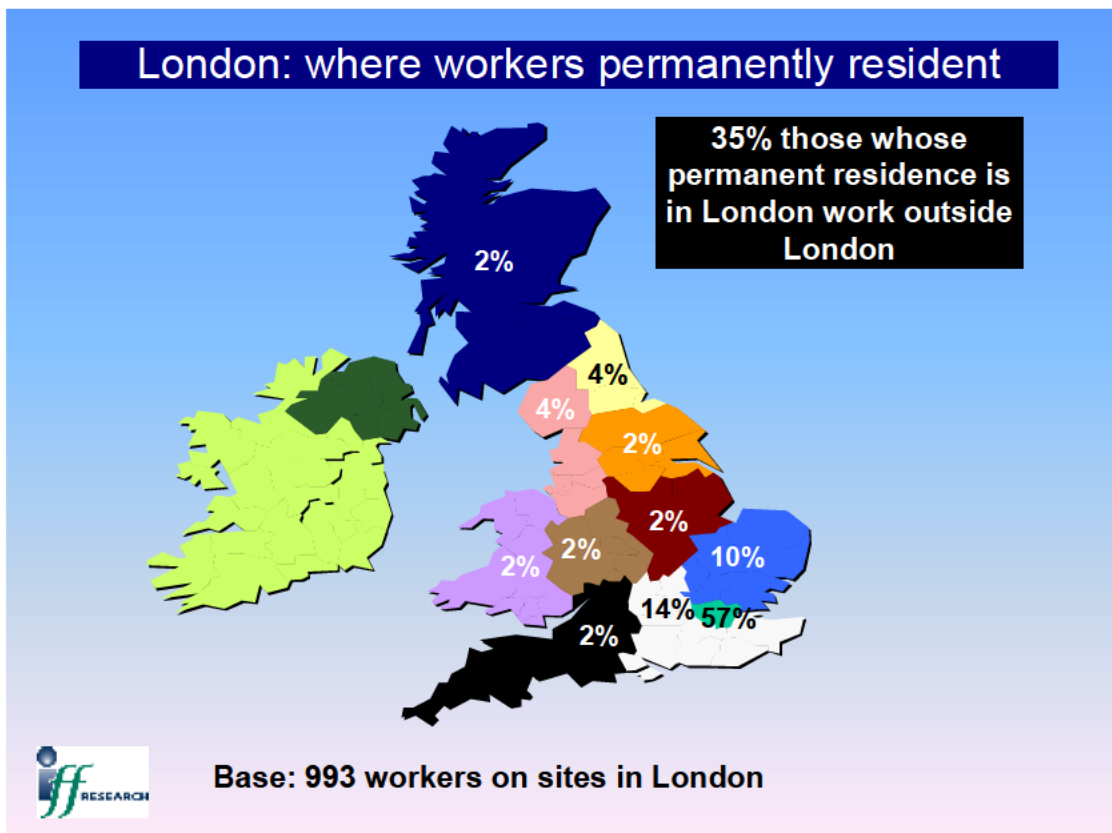 London: where workers permanently resident
35% those whose
permanent residence is
in London work outside
London
2%
4%
4%
2%
2%
10%
2%
2%
14%
57%
2%
iff
RESEARCH
Base: 993 workers on sites in London